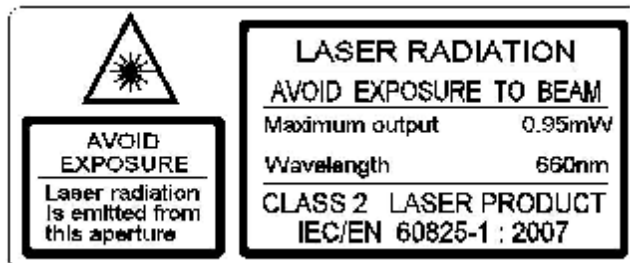 AVOID
EXPOSURE
Laser radiation
is emitted from
this aperture
LASER RADIATION
AVOID EXPOSURE TO BEAM
Maximum output 0.95mW
Wavelength 660nm
CLASS 2 LASER PRODUCT
IEC/EN 60825-1 : 2007